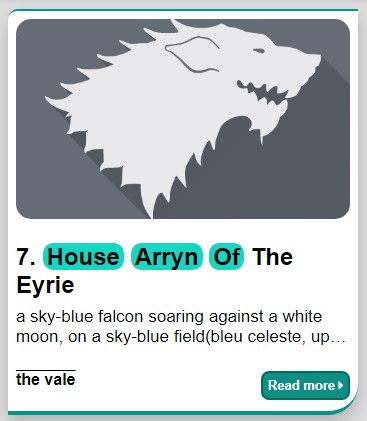 7. House Arryn Of The
Eyrie
a sky-blue falcon soaring against a white
moon, on a sky-blue field(bleu celeste, up…
the vale
Read more